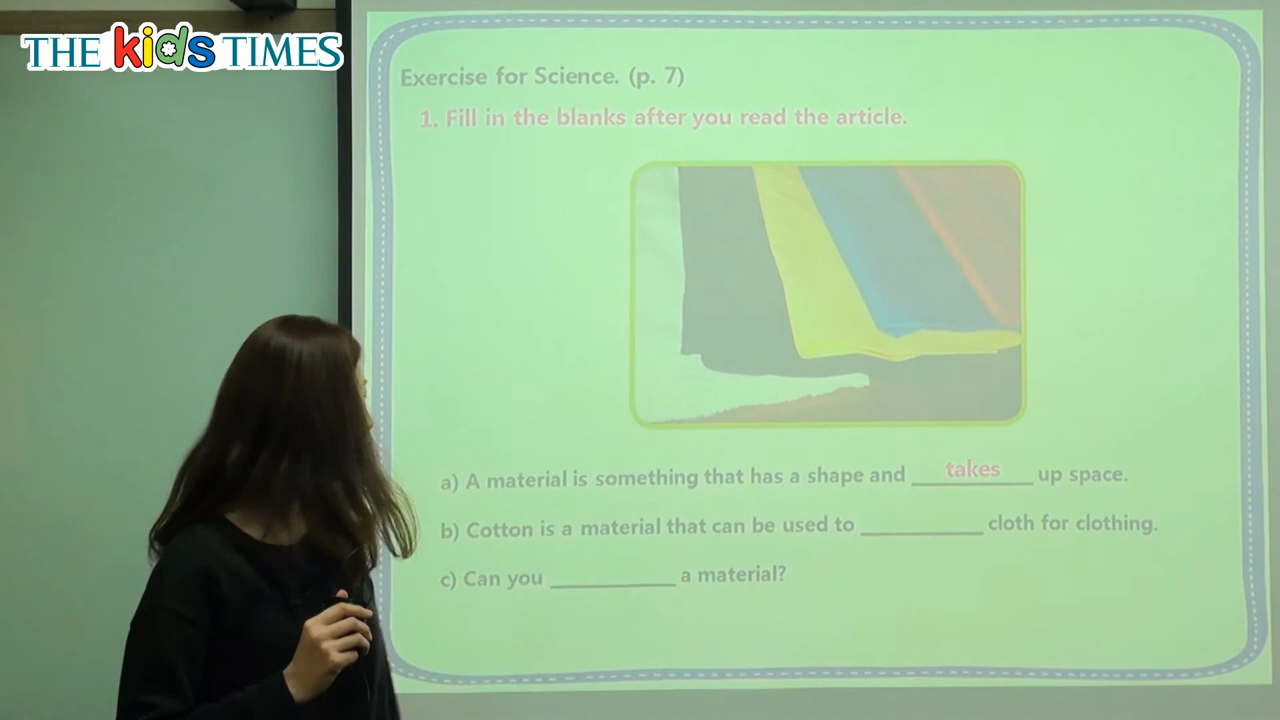 THE kids TIMES
Exercise for Science. (p. 7)
1. Fill in the blanks after you read the article.
a) A material is something that has a shape and takes up space.
b) Cotton is a material that can be used to __________ cloth for clothing.
c) Can you __________ a material?